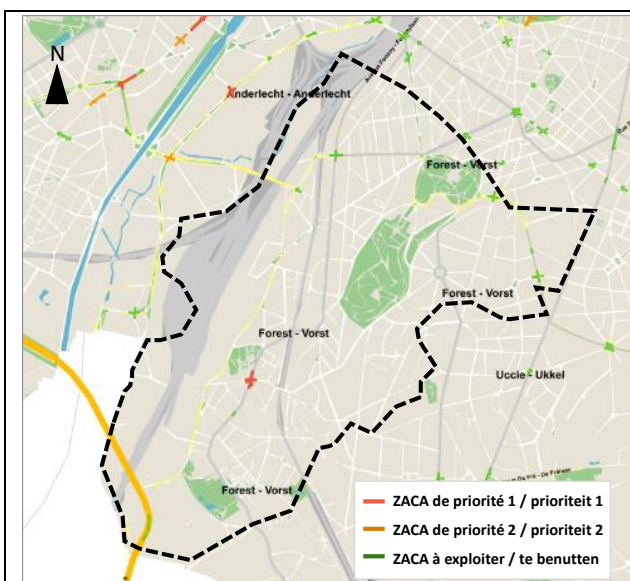 N
Anderlecht - Anderlecht
Forest - Vorst
Forest - Vorst
Forest - Vorst
Uccle - Ukkel
Forest - Vorst
ZACA de priorité 1 / prioriteit 1
ZACA de priorité 2 / prioriteit 2
ZACA à exploiter / te benutten